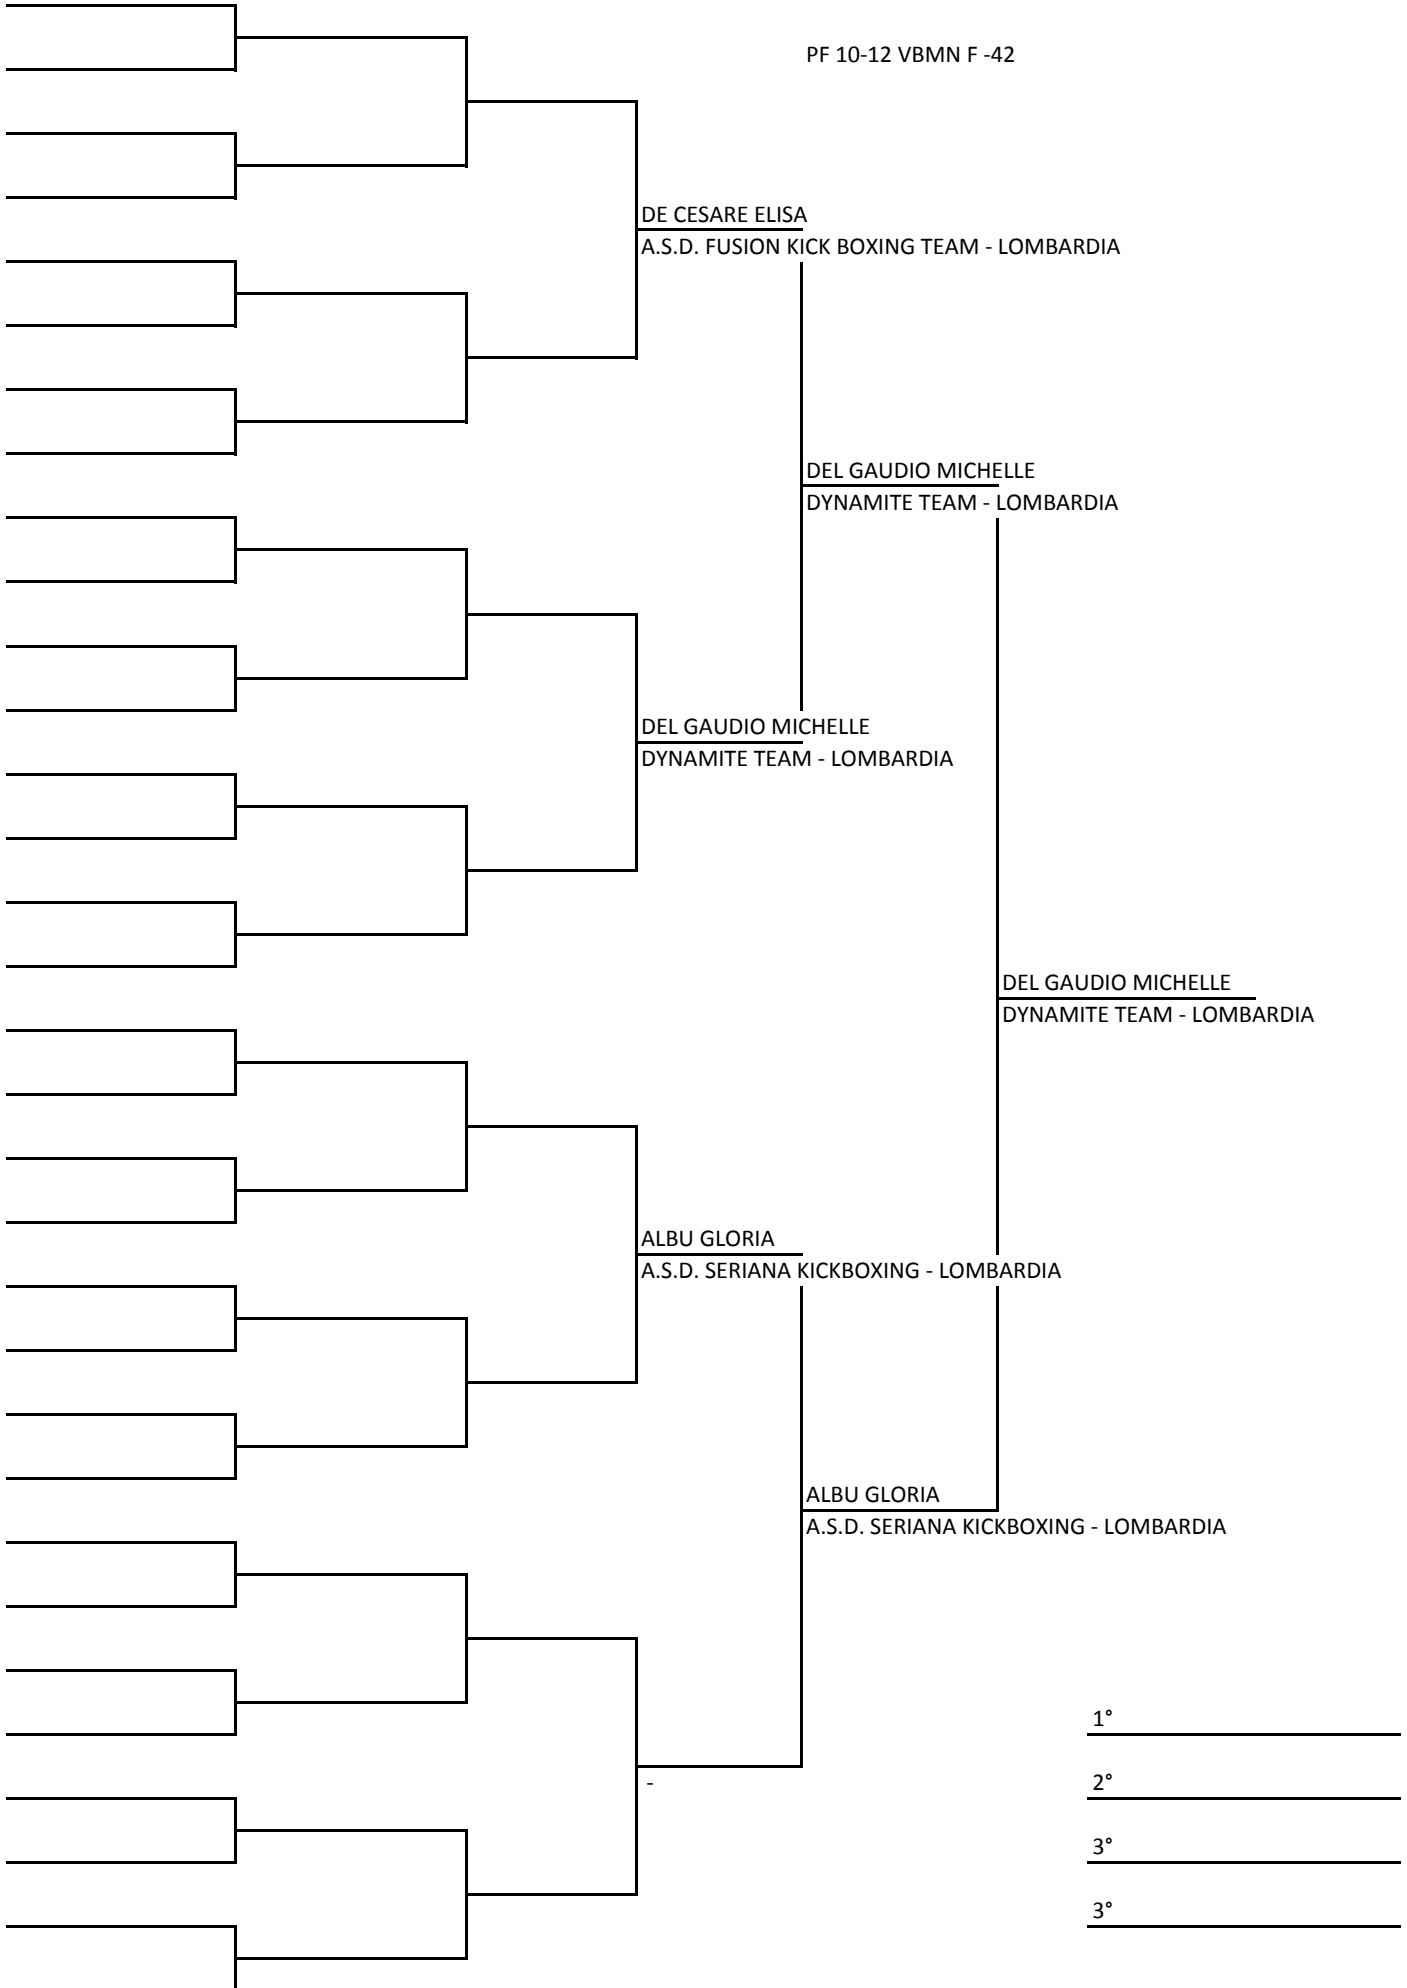 PF 10-12 VBMN F -42
DE CESARE ELISA
A.S.D. FUSION KICK BOXING TEAM - LOMBARDIA
DEL GAUDIO MICHELLE
DYNAMITE TEAM - LOMBARDIA
DEL GAUDIO MICHELLE
DYNAMITE TEAM - LOMBARDIA
DEL GAUDIO MICHELLE
DYNAMITE TEAM - LOMBARDIA
ALBU GLORIA
A.S.D. SERIANA KICKBOXING - LOMBARDIA
ALBU GLORIA
A.S.D. SERIANA KICKBOXING - LOMBARDIA
1°
-
2°
3°
3°